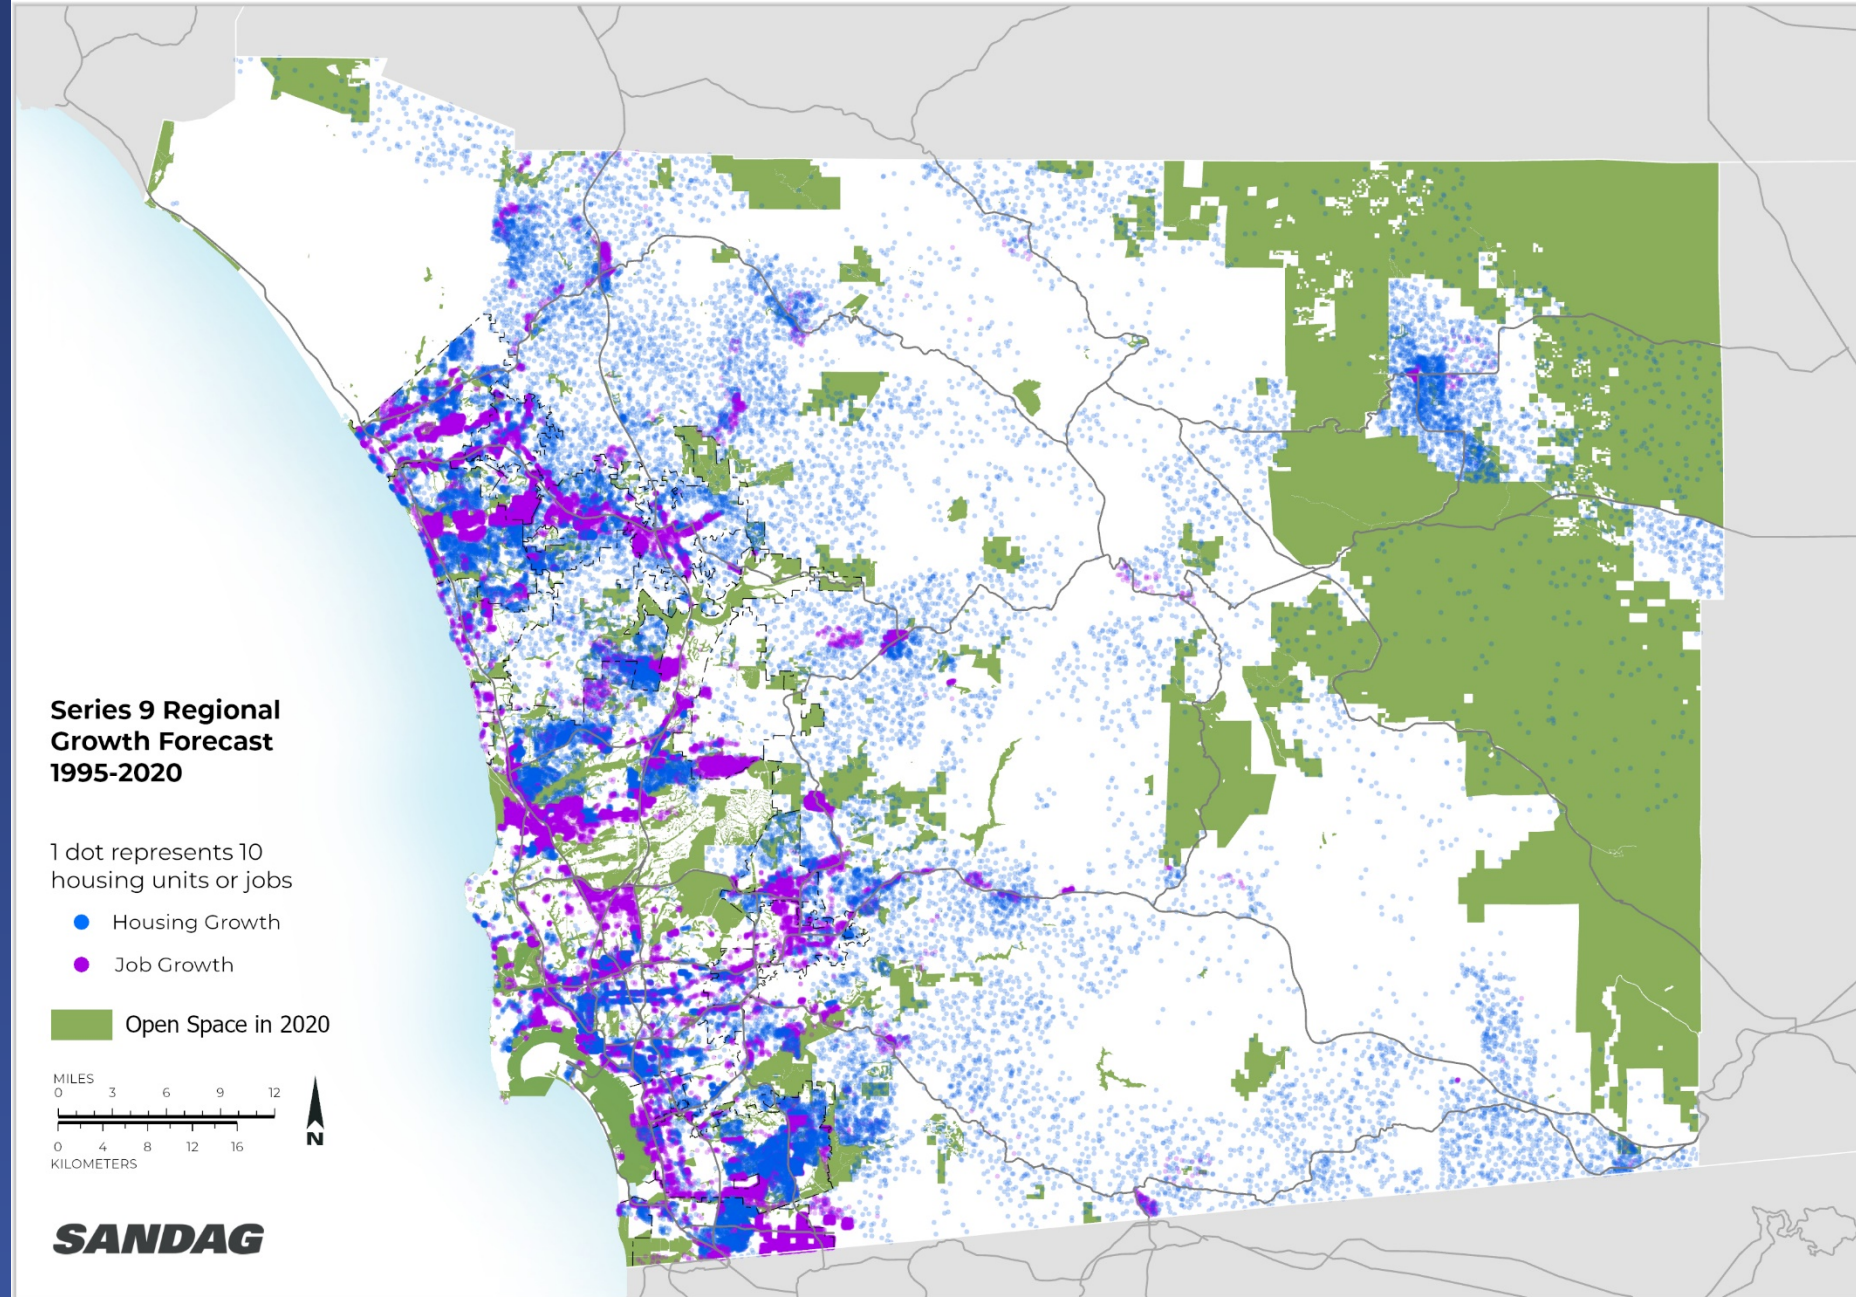 Series 9 Regional
Growth Forecast
1995-2020
1 dot represents 10
housing units or jobs
Housing Growth
Job Growth
Open Space in 2020
MILES
0 3 6 9 12
0 4 8 12 16
KILOMETERS
N
SANDAG